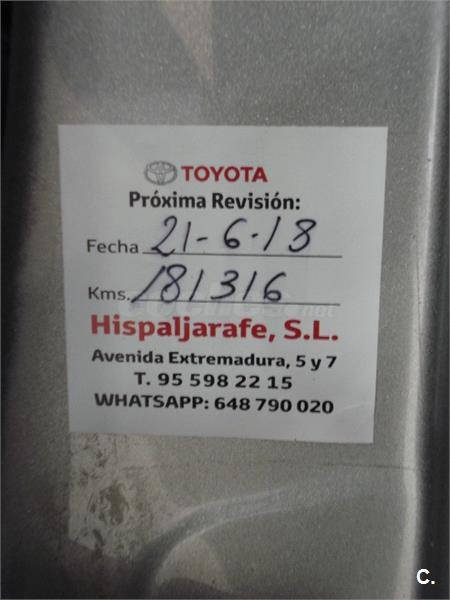 TOYOTA
Próxima Revisión:
Fecha 21-6-18
Kms. 181316
Hispaljarafe, S.L.
Avenida Extremadura, 5 y 7
T. 95 598 22 15
WHATSAPP: 648 790 020
C.